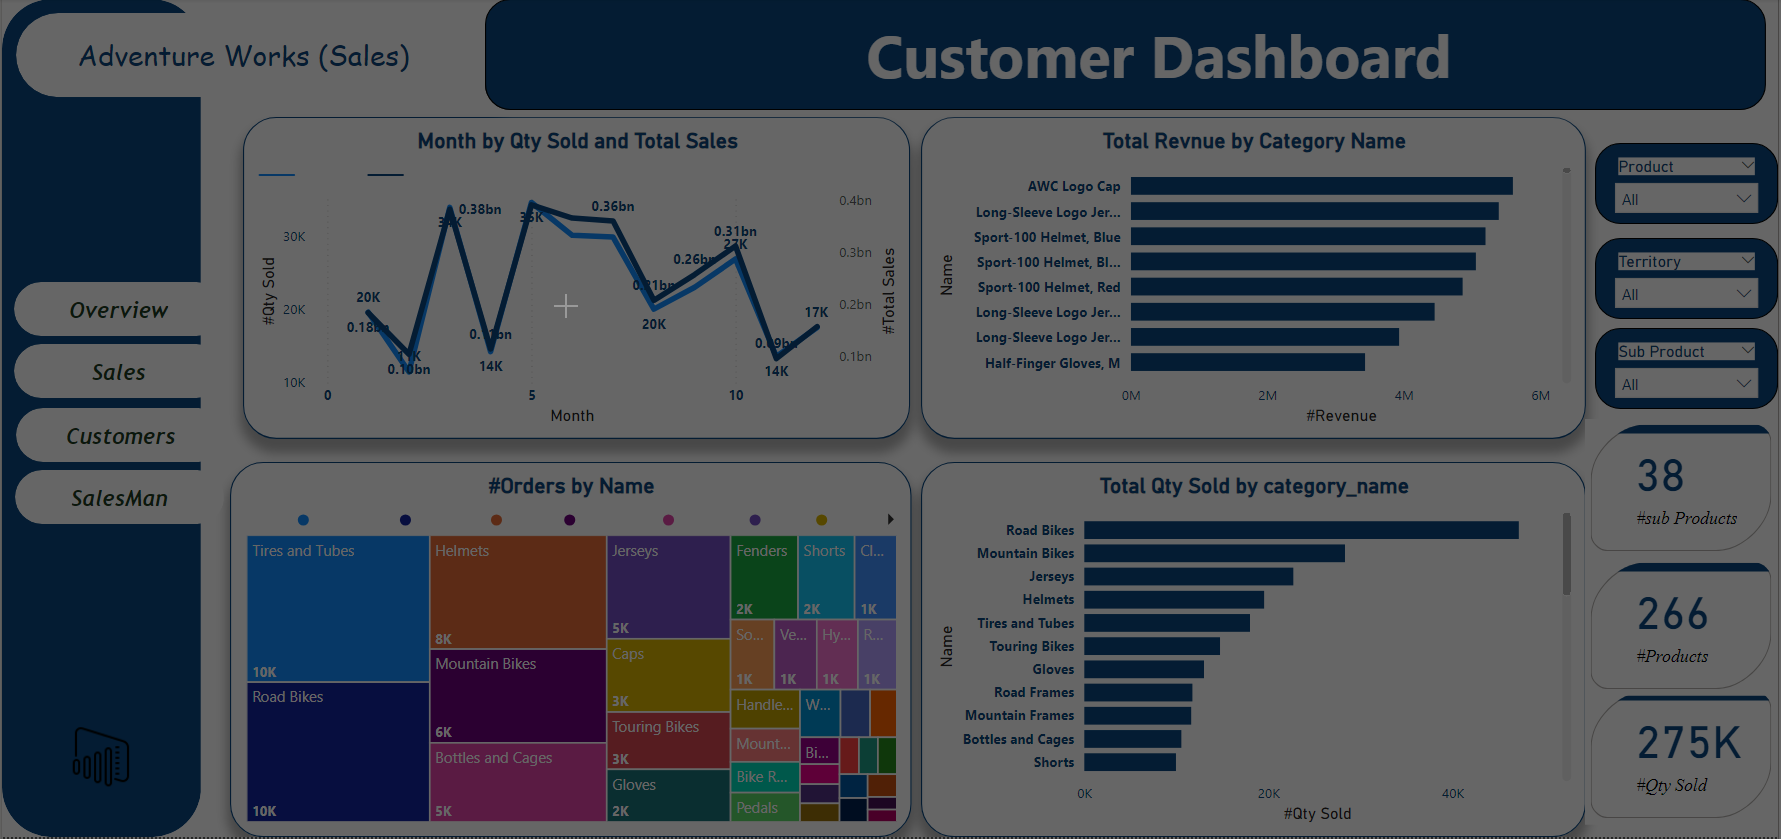 Adventure Works (Sales)
Customer Dashboard
Overview
Sales
Customers
SalesMan
Month by Qty Sold and Total Sales
#Qty Sold
30K
20K
10K
0.4bn
0.3bn
0.2bn
0.1bn
#Total Sales
20K
0.18bn
11K
0.10bn
0.38bn
14K
0.36bn
0.21bn
20K
0.26bn
0.31bn
27K
14K
17K
0
5
10
Month
Total Revnue by Category Name
Name
AWC Logo Cap
Long-Sleeve Logo Jer...
Sport-100 Helmet, Blue
Sport-100 Helmet, Bl...
Sport-100 Helmet, Red
Long-Sleeve Logo Jer...
Long-Sleeve Logo Jer...
Half-Finger Gloves, M
0M
2M
4M
6M
#Revenue
Product
All
Territory
All
Sub Product
All
38
#sub Products
266
#Products
275K
#Qty Sold
#Orders by Name
Tires and Tubes
10K
Road Bikes
10K
Helmets
8K
Mountain Bikes
6K
Bottles and Cages
5K
Jerseys
5K
Caps
3K
Touring Bikes
3K
Gloves
2K
Fenders
2K
Shorts
2K
Cl...
1K
So...
1K
Ve...
1K
Hy...
1K
R...
1K
Handle...
W...
Mount...
Bi...
Bike R...
Pedals
Total Qty Sold by category_name
Name
Road Bikes
Mountain Bikes
Jerseys
Helmets
Tires and Tubes
Touring Bikes
Gloves
Road Frames
Mountain Frames
Bottles and Cages
Shorts
0K
20K
40K
#Qty Sold